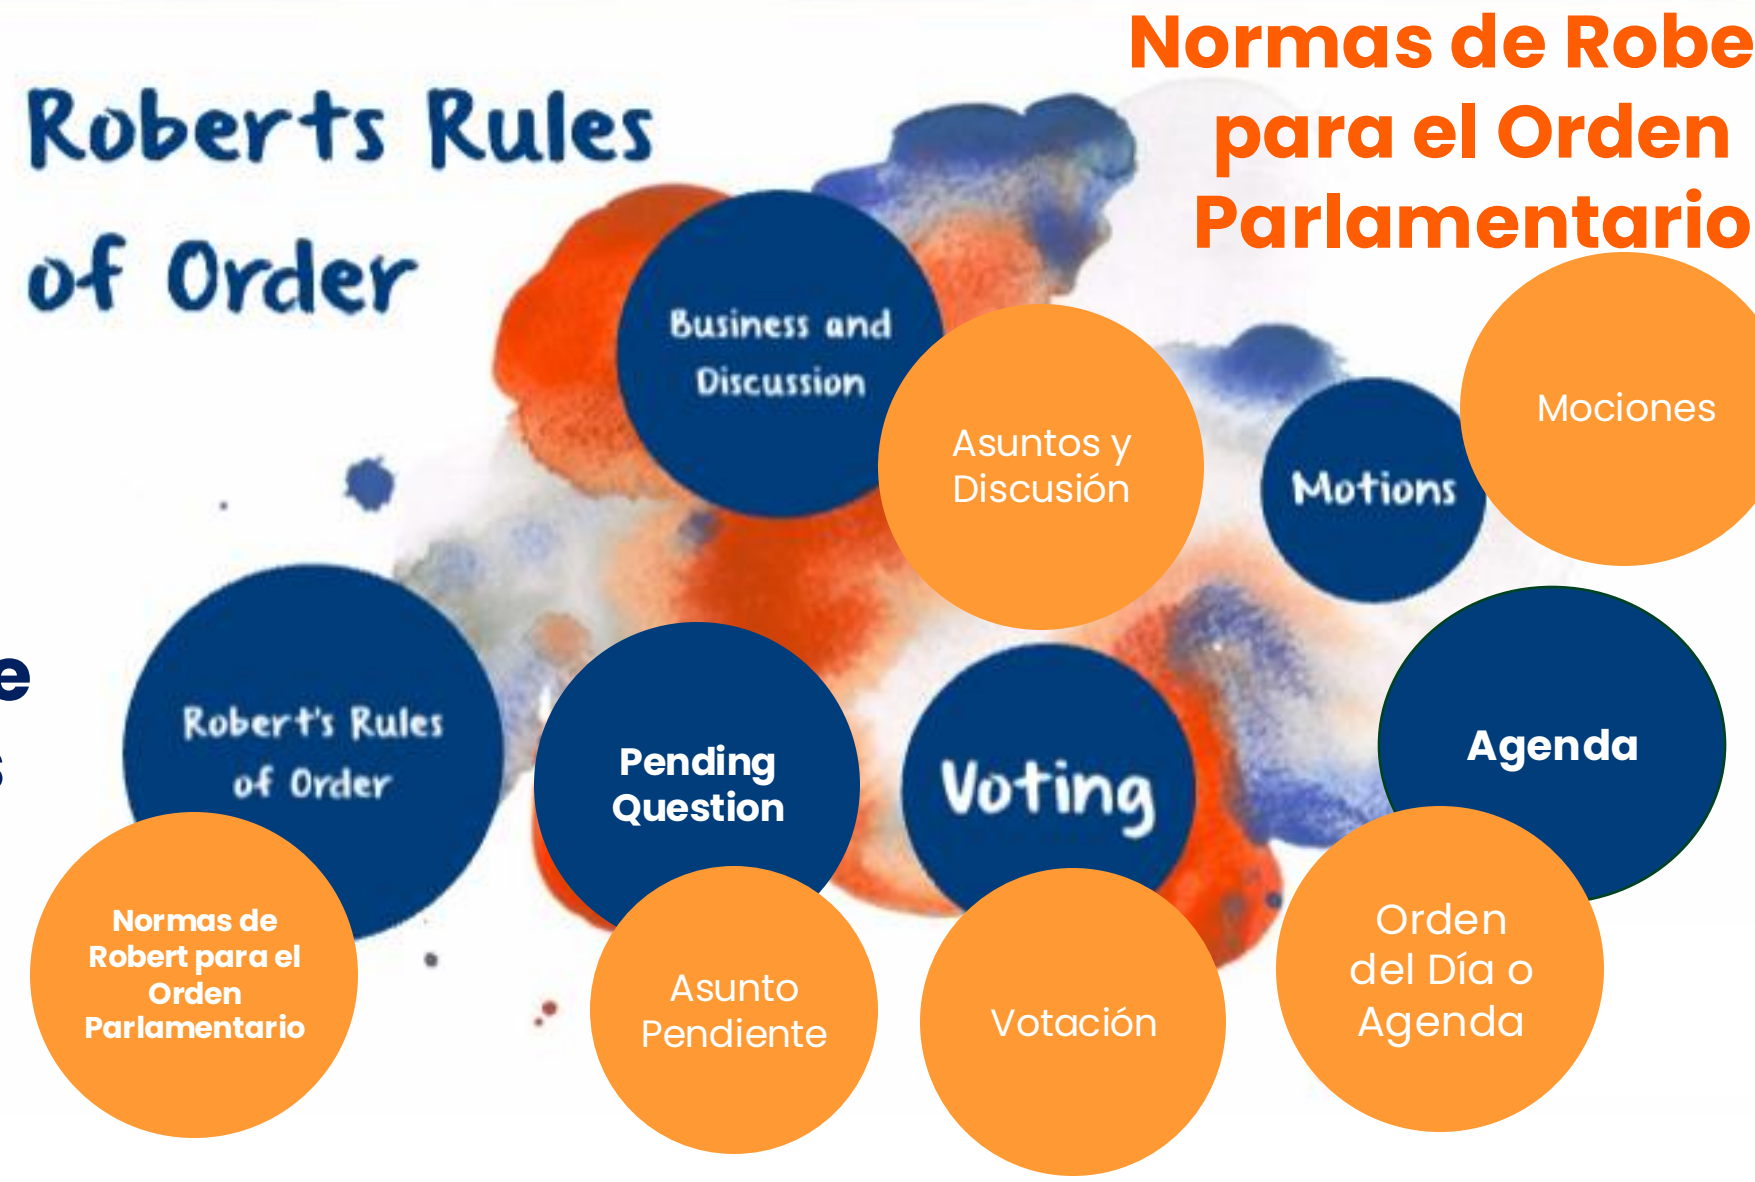 Roberts Rules
of Order
Normas de Robe
para el Orden
Parlamentario
Business and
Discussion
Asuntos y
Discusión
Motions
Mociones
e
s
Robert's Rules
of Order
Normas de
Robert para el
Orden
Parlamentario
Pending
Question
Asunto
Pendiente
Voting
Votación
Agenda
Orden
del Día o
Agenda